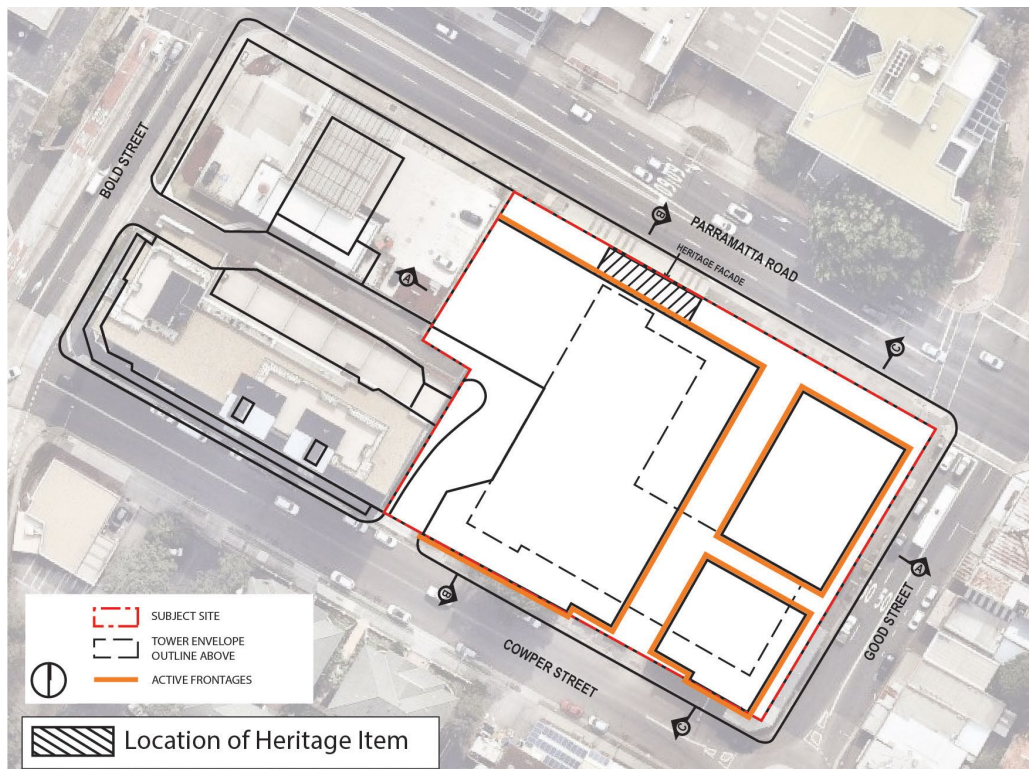 BOLD STREET
PARRAMATTA ROAD
HERITAGE FACADE
B
A
C
A
B
C
GOOD STREET
COWPER STREET
SUBJECT SITE
TOWER ENVELOPE
OUTLINE ABOVE
ACTIVE FRONTAGES
Location of Heritage Item